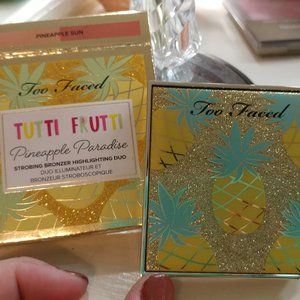 PINEAPPLE SUN
Too Faced
TUTTI FRUTTI
Pineapple Paradise
STROBING BRONZER HIGHLIGHTING DUO
DUO ILLUMINATEUR ET
BRONZEUR STROBOSCOPIQUE
Too Faced